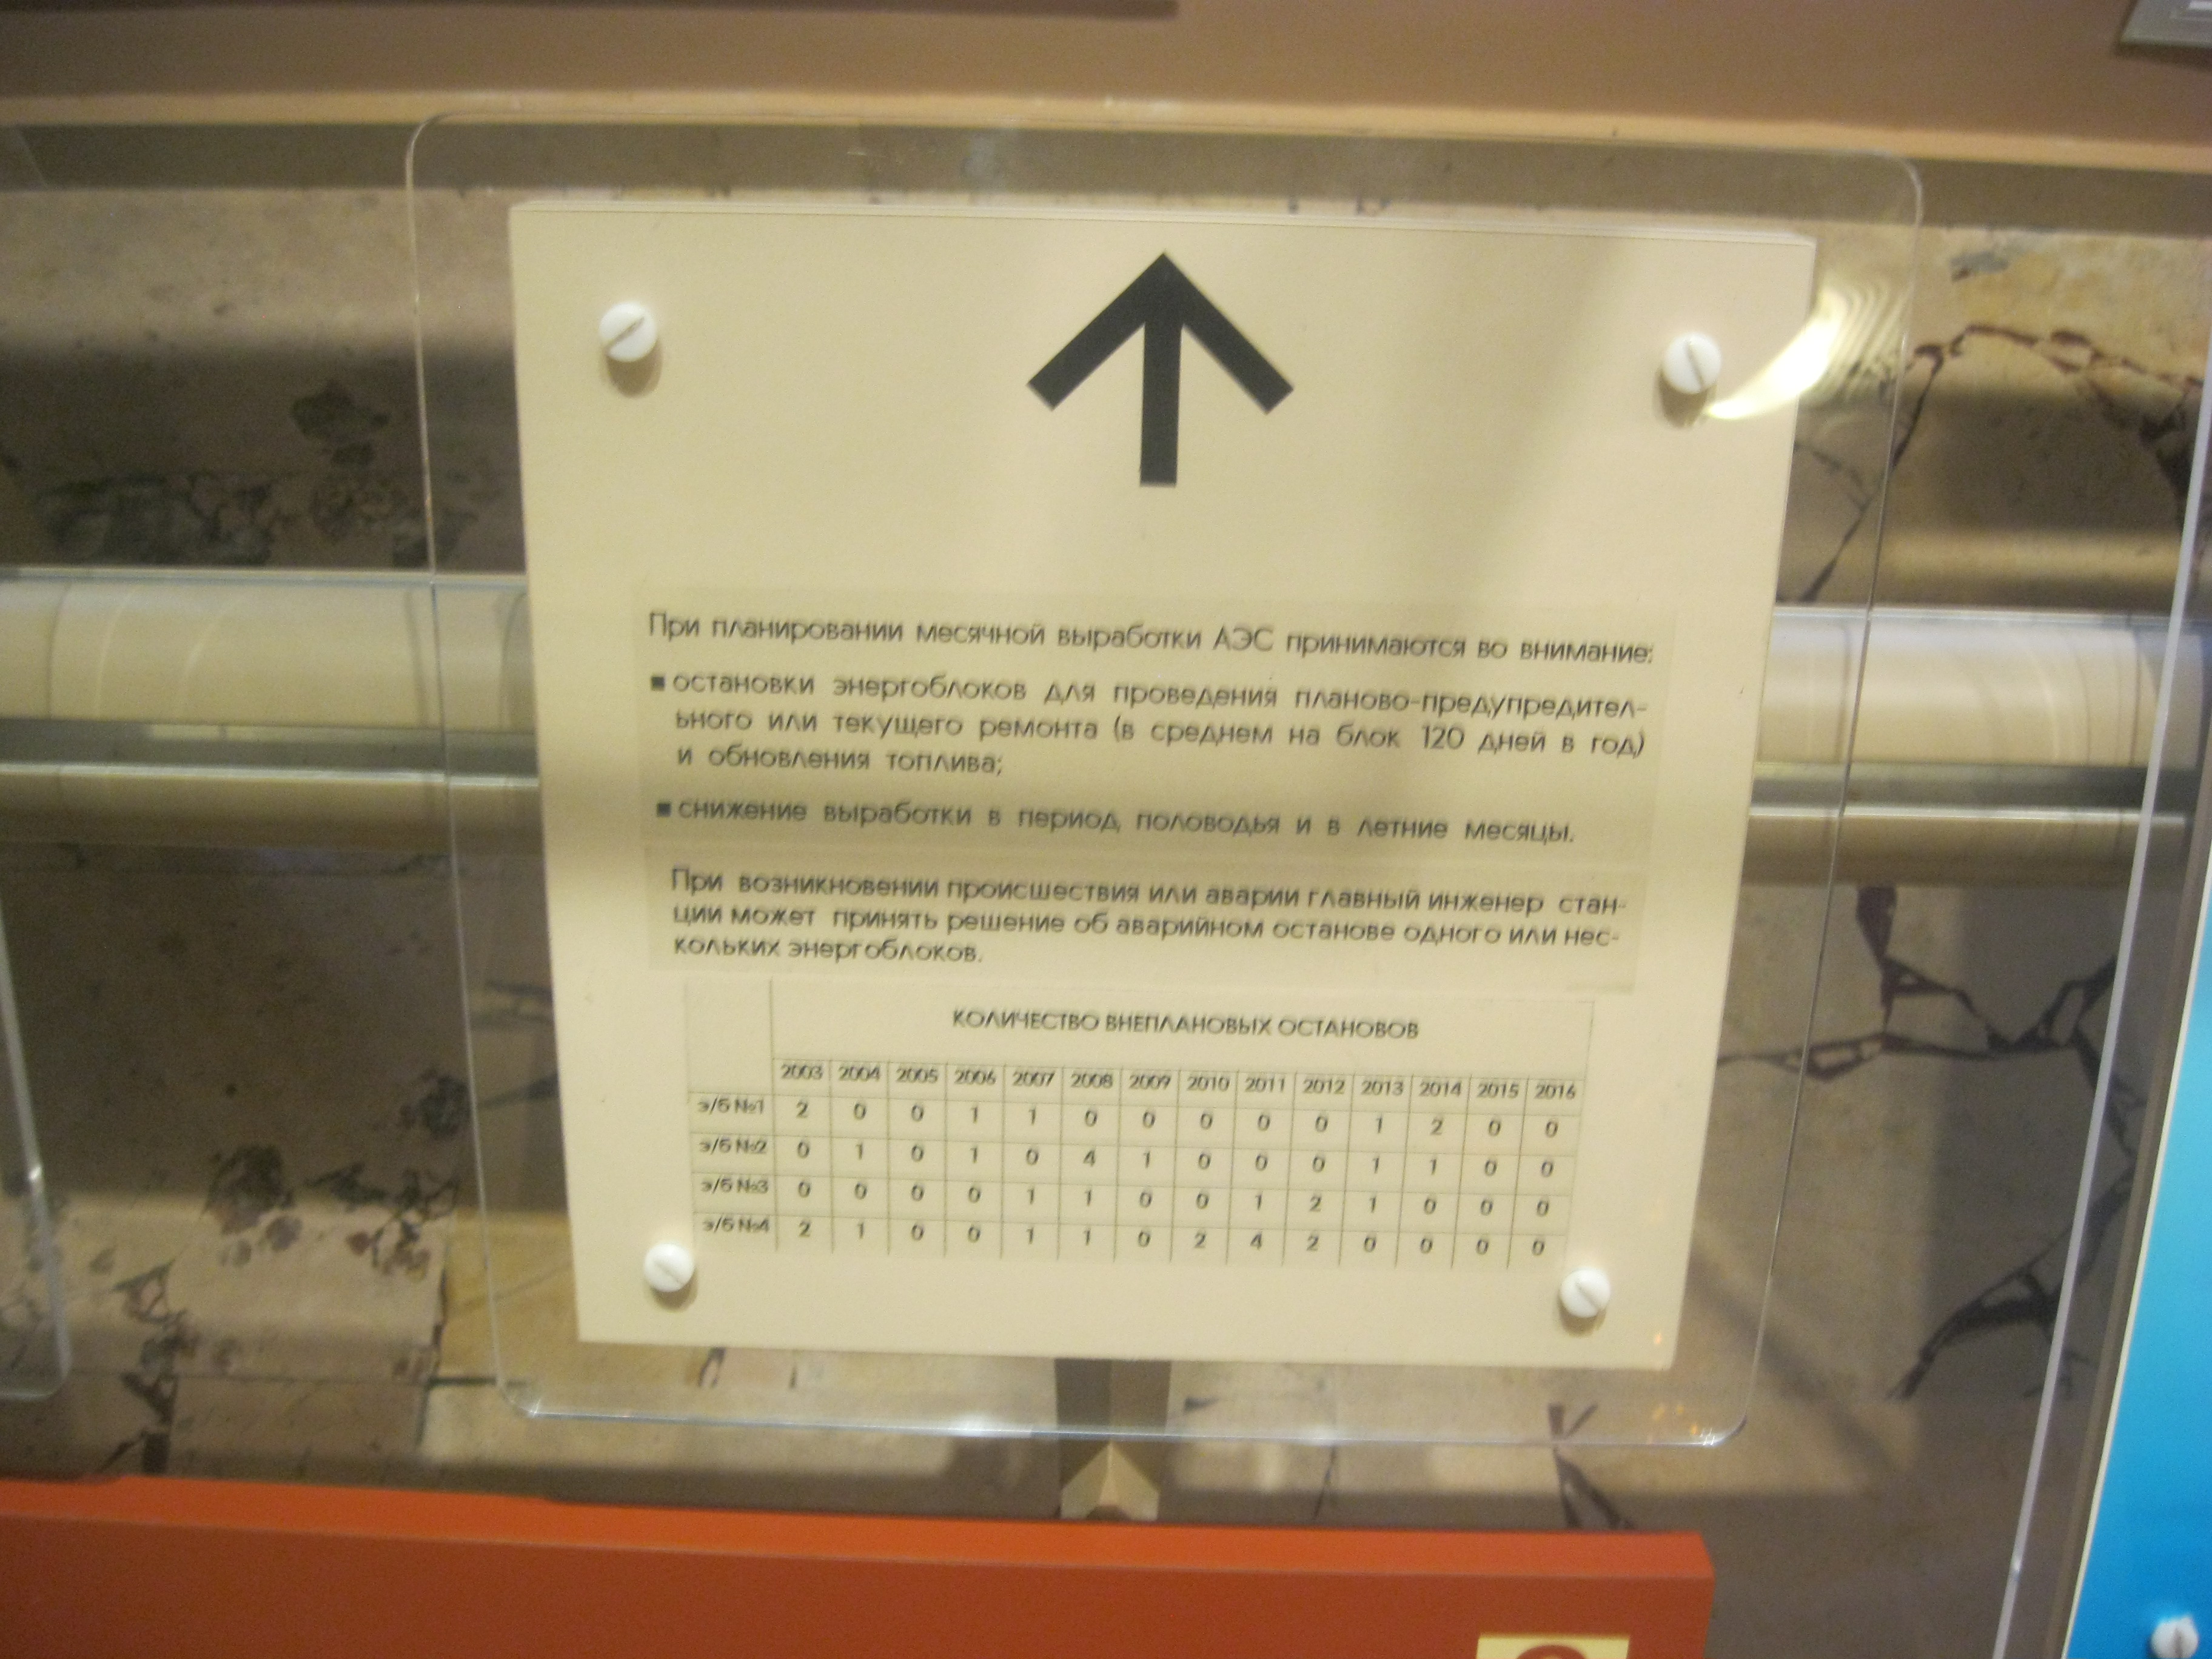 При планировании месячной выработки АЭС принимаются во внимание:
▪ остановки энергоблоков для проведения планово-предупредител-
ьного или текущего ремонта (в среднем на блок 120 дней в год)
и обновления топлива;
▪ снижение выработки в период половодья и в летние месяцы.
При возникновении происшествия или аварии главный инженер стан-
ции может принять решение об аварийном останове одного или нес-
кольких энергоблоков.
КОЛИЧЕСТВО ВНЕПЛАНОВЫХ ОСТАНОВОВ
2003 2004 2005 2006 2007 2008 2009 2010 2011 2012 2013 2014 2015 2016
э/б №1 2 0 0 1 1 0 0 0 0 0 1 2 0 0
э/б №2 0 1 0 1 0 4 1 0 0 0 1 1 0 0
э/б №3 0 0 0 0 1 1 0 0 1 2 1 0 0 0
э/б №4 2 1 0 0 1 1 0 2 4 2 0 0 0 0